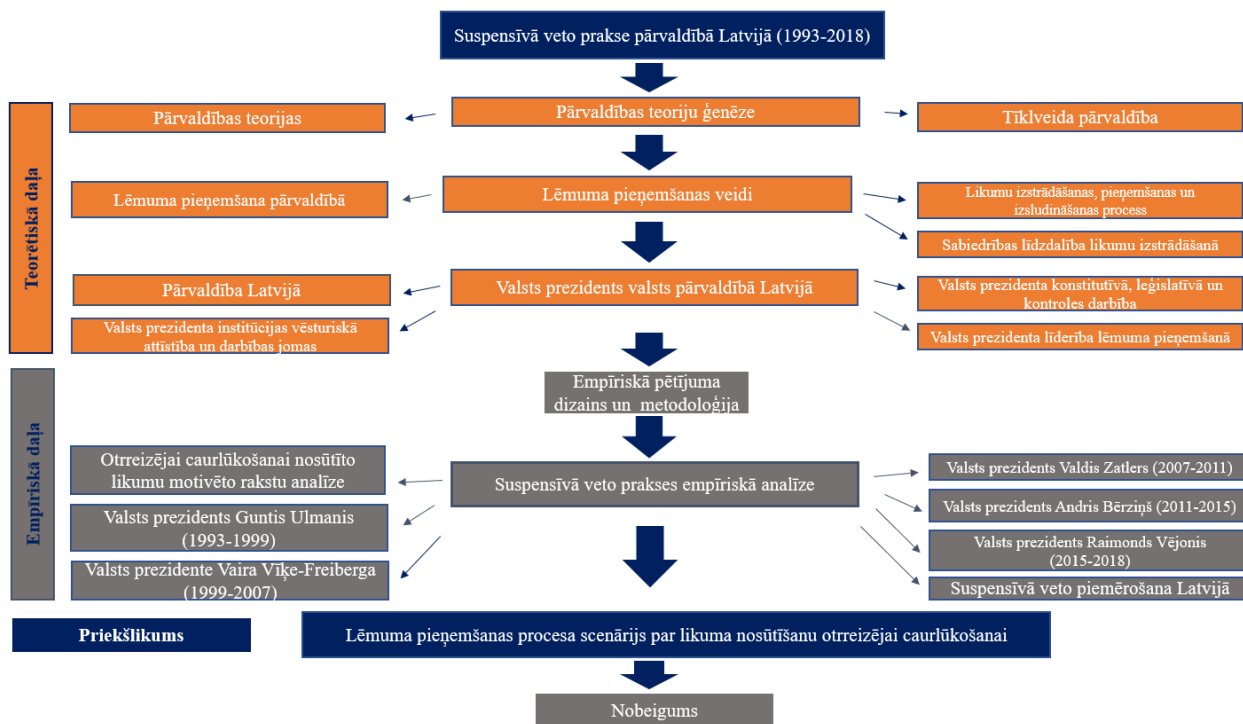 Suspensīvā veto prakse pārvaldībā Latvijā (1993-2018)
Teorētiskā daļa
Pārvaldības teorijas
Pārvaldības teoriju ģenēze
Tīklveida pārvaldība
Lēmuma pieņemšana pārvaldībā
Lēmuma pieņemšanas veidi
Likumu izstrādāšanas, pieņemšanas un
izsludināšanas process
Sabiedrības līdzdalība likumu izstrādāšanā
Pārvaldība Latvijā
Valsts prezidenta institūcijas vēsturiskā
attīstība un darbības jomas
Valsts prezidents valsts pārvaldībā Latvijā
Valsts prezidenta konstitutīvā, leģislatīvā un
kontroles darbība
Valsts prezidenta līderība lēmuma pieņemšanā
Empīriskā daļa
Empīriskā pētījuma
dizains un metodoloģija
Otrreizējai caurlūkošanai nosūtīto
likumu motivēto rakstu analīze
Valsts prezidents Guntis Ulmanis
(1993-1999)
Valsts prezidente Vaira Vīķe-Freiberga
(1999-2007)
Suspensīvā veto prakses empīriskā analīze
Valsts prezidents Valdis Zatlers (2007-2011)
Valsts prezidents Andris Bērziņš (2011-2015)
Valsts prezidents Raimonds Vējonis
(2015-2018)
Suspensīvā veto piemērošana Latvijā
Priekšlikums
Lēmuma pieņemšanas procesa scenārijs par likuma nosūtīšanu otrreizējai caurlūkošanai
Nobeigums